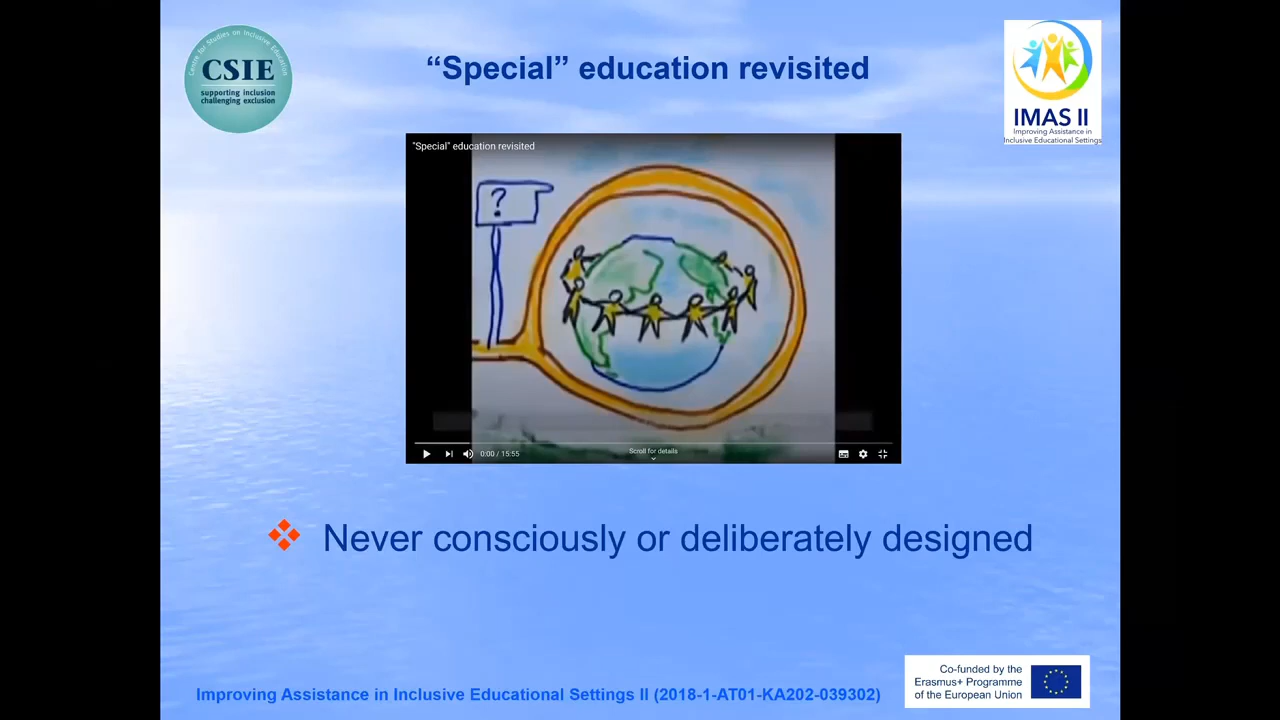 Centre for Studies on Inclusive Education
CSIE
supporting inclusion
challenging exclusion
“Special” education revisited
IMAS II
Improving Assistance in
Inclusive Educational Settings
"Special" education revisited
?
0:00 / 15:55
Scroll for details
Never consciously or deliberately designed
Improving Assistance in Inclusive Educational Settings II (2018-1-AT01-KA202-039302)
Co-funded by the
Erasmus+ Programme
of the European Union